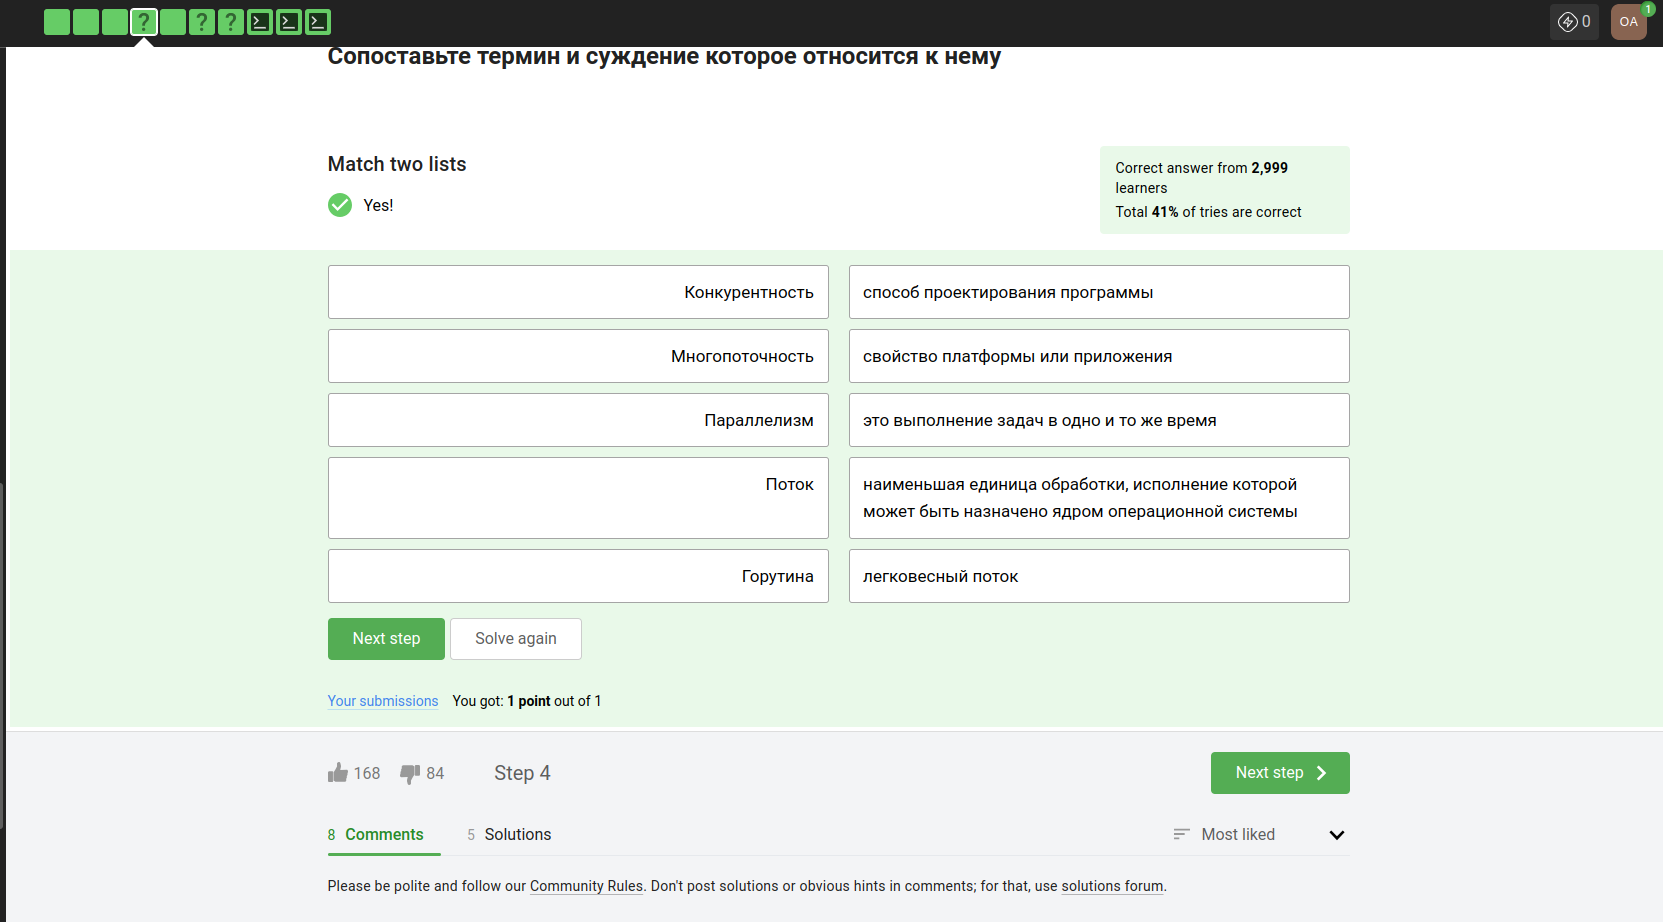 ? ? ?
0
OA
1
Сопоставьте термин и суждение которое относится к нему
Match two lists
Yes!
Correct answer from 2,999
learners
Total 41% of tries are correct
Конкурентность
способ проектирования программы
Многопоточность
свойство платформы или приложения
Параллелизм
это выполнение задач в одно и то же время
Поток
наименьшая единица обработки, исполнение которой
может быть назначено ядром операционной системы
Горутина
легковесный поток
Next step
Solve again
Your submissions You got: 1 point out of 1
168 84 Step 4
Next step
8 Comments 5 Solutions
Most liked
Please be polite and follow our Community Rules. Don't post solutions or obvious hints in comments; for that, use solutions forum.